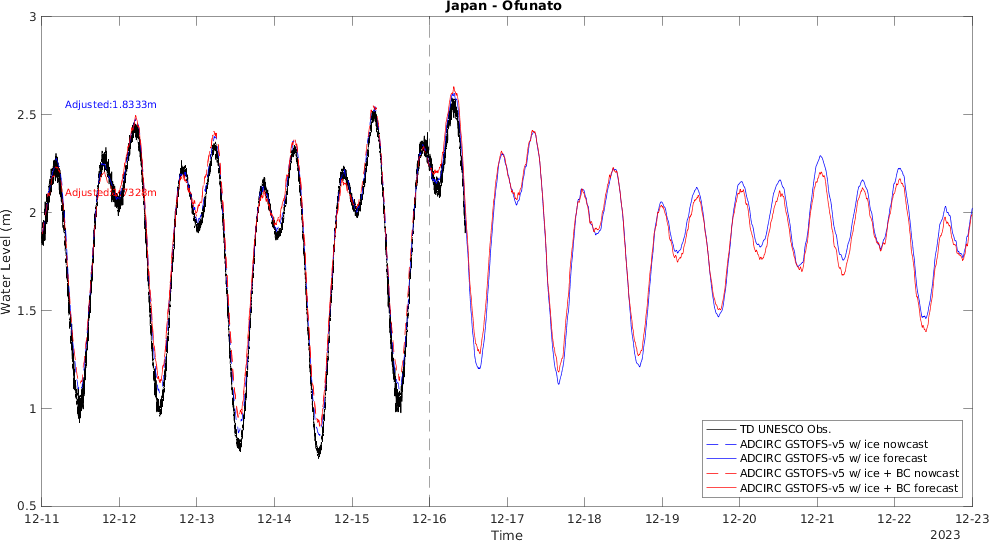 Japan - Ofunato
3
2.5
2
1.5
1
0.5
Water Level (m)
Adjusted:1.8333m
12-11
12-12
12-13
12-14
12-15
12-16
12-17
12-18
12-19
12-20
12-21
12-22
12-23
Time
2023
TD UNESCO Obs.
ADCIRC GSTOFS-v5 w/ ice nowcast
ADCIRC GSTOFS-v5 w/ ice forecast
ADCIRC GSTOFS-v5 w/ ice + BC nowcast
ADCIRC GSTOFS-v5 w/ ice + BC forecast